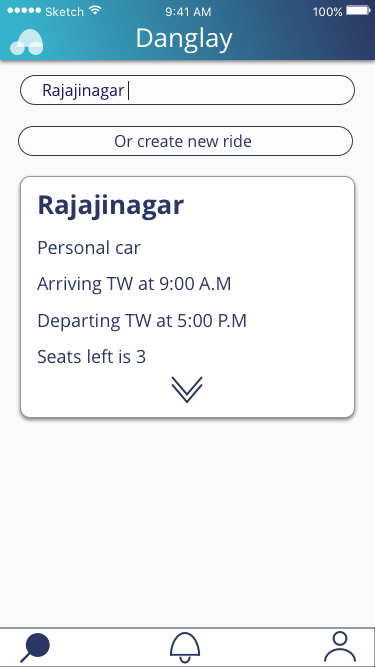 Sketch 9:41 AM 100%
Danglay
Rajajinagar
Or create new ride
Rajajinagar
Personal car
Arriving TW at 9:00 A.M
Departing TW at 5:00 P.M
Seats left is 3